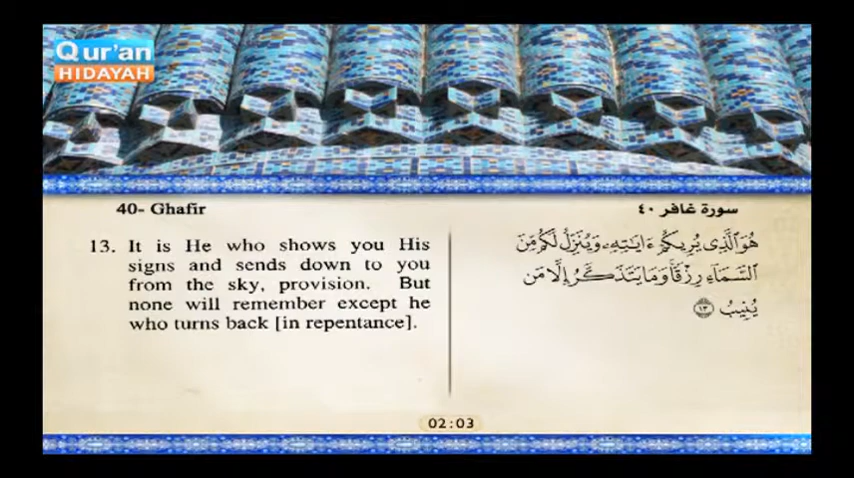 Qur'an
HIDAYAH
40- Ghafir
سورة غافر ٤٠
13. It is He who shows you His
signs and sends down to you
from the sky, provision. But
none will remember except he
who turns back [in repentance].
هُوَ ٱلَّذِى يُرِيكُمْ ءَايَٰتِهِۦ وَيُنَزِّلُ لَكُم مِّنَ
ٱلسَّمَآءِ رِزْقًا وَمَا يَتَذَكَّرُ إِلَّا مَن
يُنِيبُ ١٣
02:03